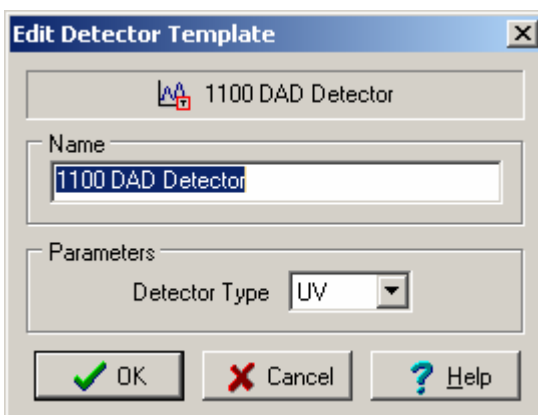 Edit Detector Template
1100 DAD Detector
Name
1100 DAD Detector
Parameters
Detector Type UV
OK Cancel Help